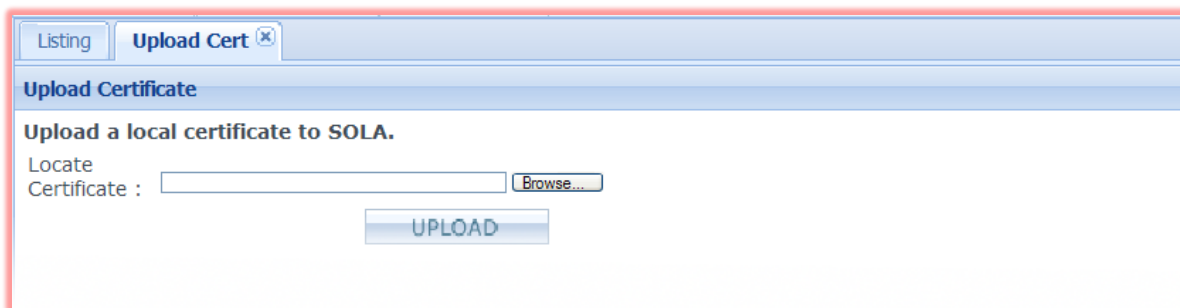 Listing Upload Cert
Upload Certificate
Upload a local certificate to SOLA.
Locate
Certificate :
Browse...
UPLOAD